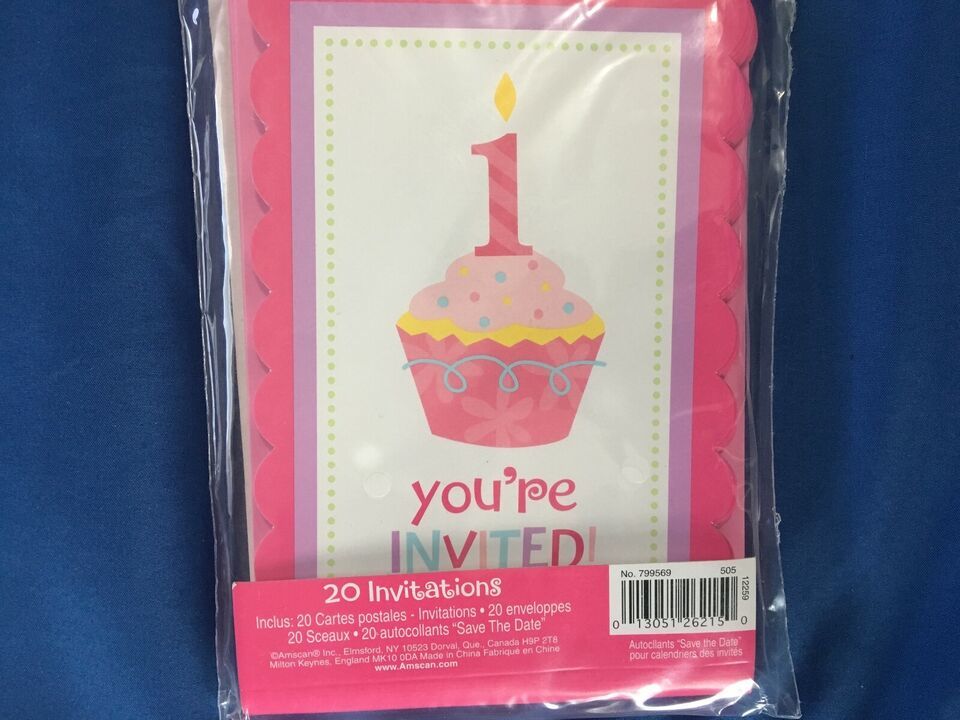 1
you're
INVITED!
20 Invitations
Inclus: 20 Cartes postales - Invitations • 20 enveloppes
20 Sceaux • 20 autocollants "Save The Date"
©Amscan® Inc., Elmsford, NY 10523 Dorval, Que., Canada H9P 2T8
Milton Keynes, England MK10 0DA Made in China Fabriqué en Chine
www.Amscan.com
No. 799569 505
12259
0 13051 26215 0
Autocllants "Save the Date"
pour calendriers des invités